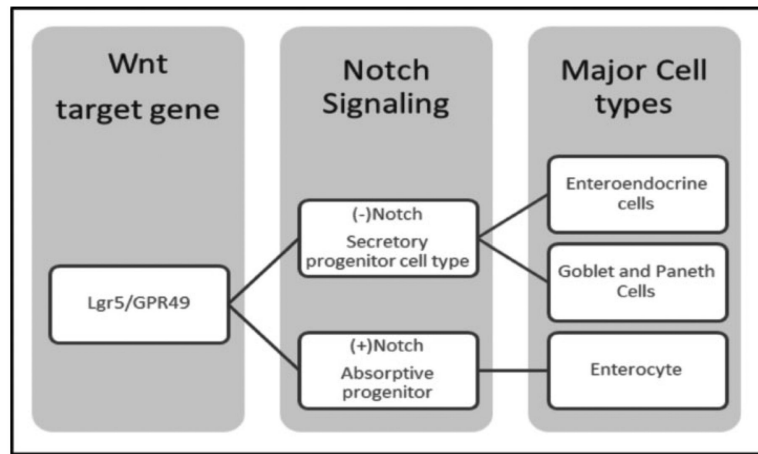 Wnt
target gene
Lgr5/GPR49
Notch
Signaling
(-)Notch
Secretory
progenitor cell type
(+)Notch
Absorptive
progenitor
Major Cell
types
Enteroendocrine
cells
Goblet and Paneth
Cells
Enterocyte